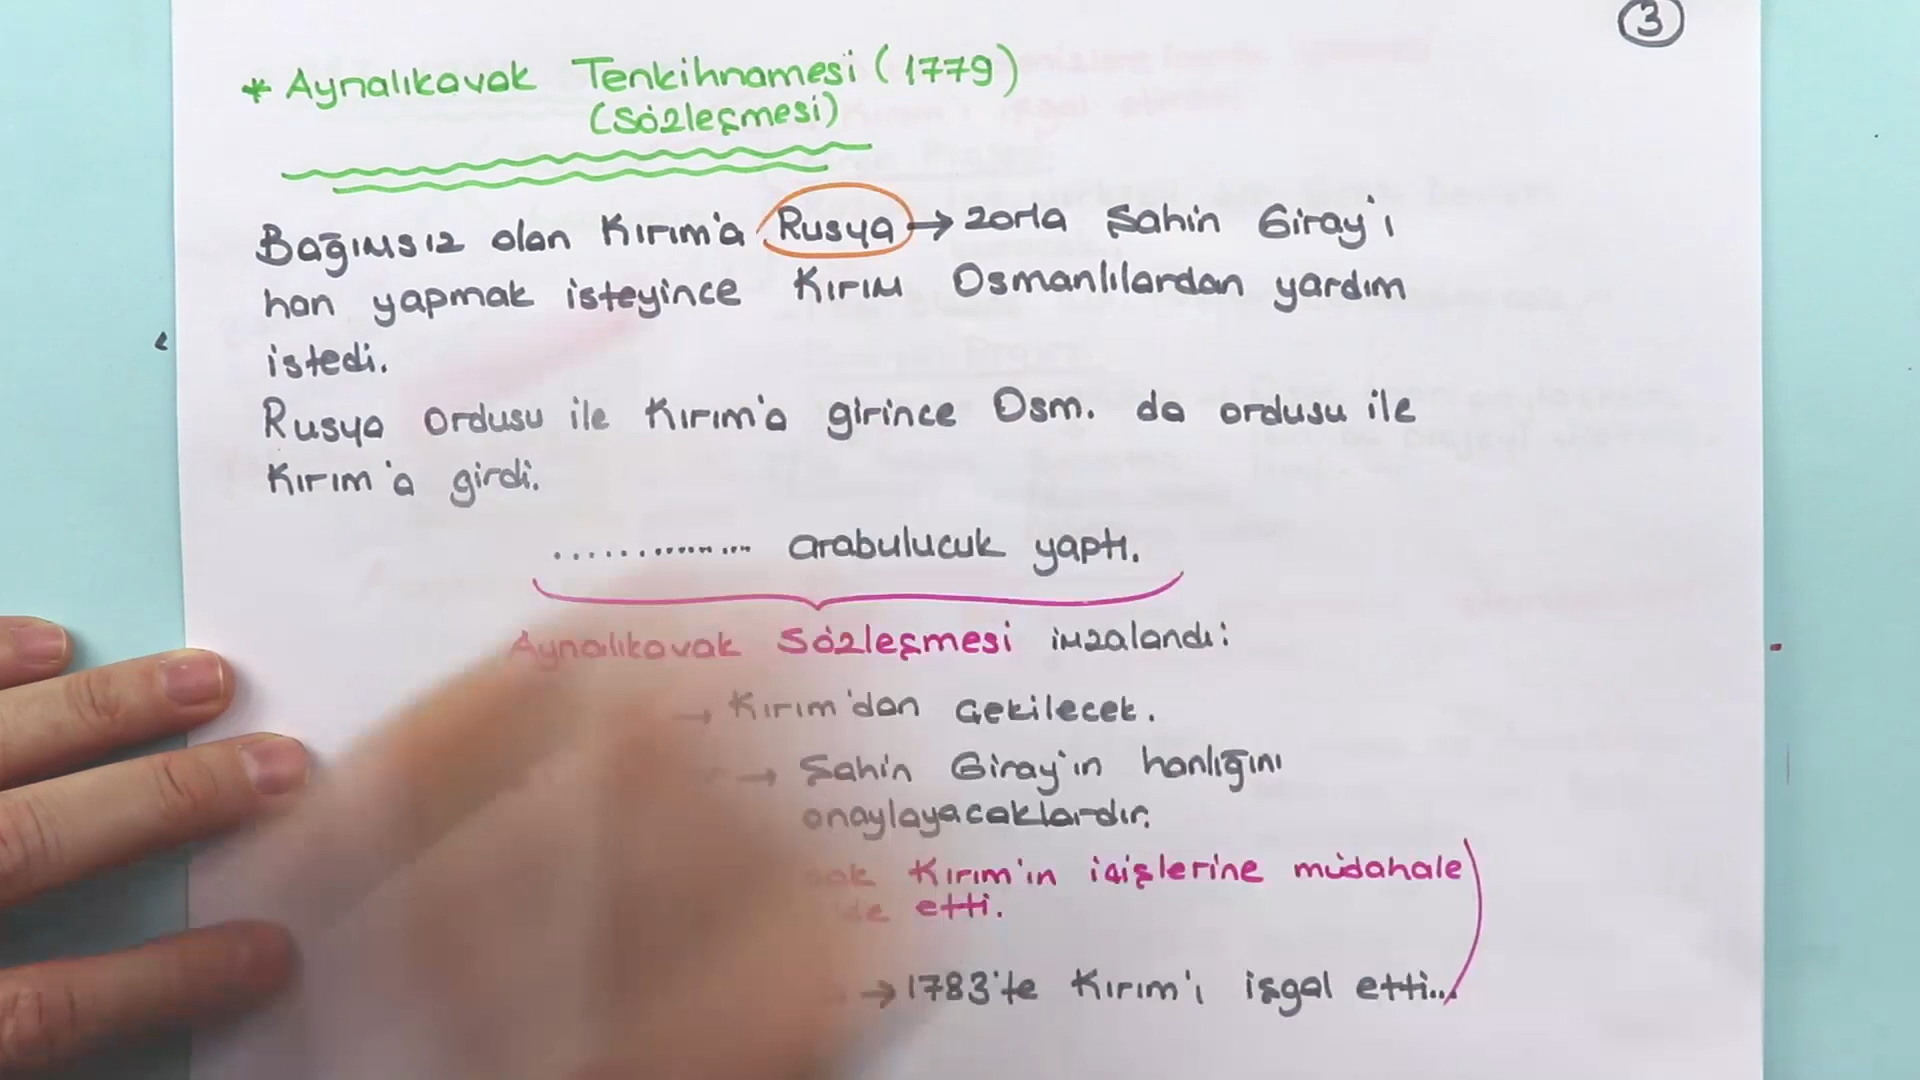 3
* Aynalıkavak Tenkihnamesi (1779)
(Sözleşmesi)
Bağımsız olan Kırım'a Rusya → zorla Şahin Giray'ı
han yapmak isteyince Kırım Osmanlılardan yardım
istedi.
Rusya ordusu ile Kırım'a girince Osm. da ordusu ile
Kırım'a girdi.
................ arabulucuk yaptı.
Aynalıkavak Sözleşmesi imzalandı:
→ Kırım'dan çekilecek.
→ Şahin Giray'ın hanlığını
onaylayacaklardır.
Kırım'ın içişlerine müdahale
etti.
→ 1783'te Kırım'ı işgal etti...